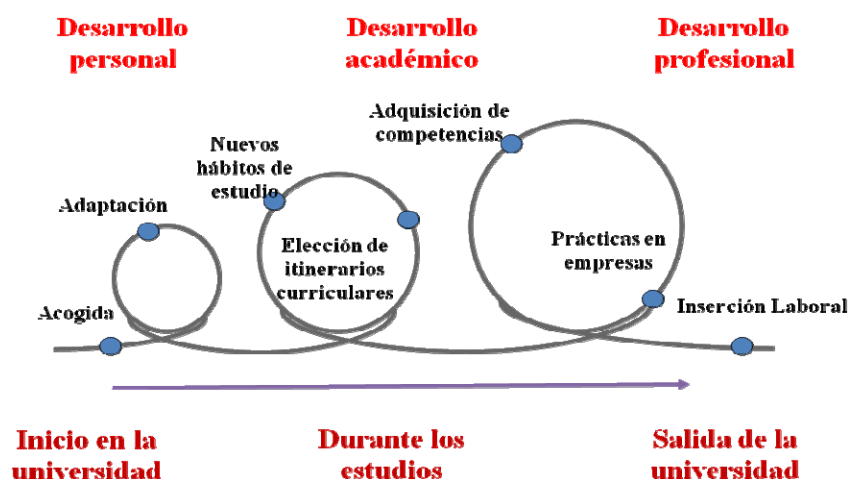 Desarrollo
personal
Desarrollo
académico
Desarrollo
profesional
Adquisición de
competencias
Nuevos
hábitos de
estudio
Adaptación
Elección de
itinerarios
curriculares
Prácticas en
empresas
Acogida
Inserción Laboral
Inicio en la
universidad
Durante los
estudios
Salida de la
universidad